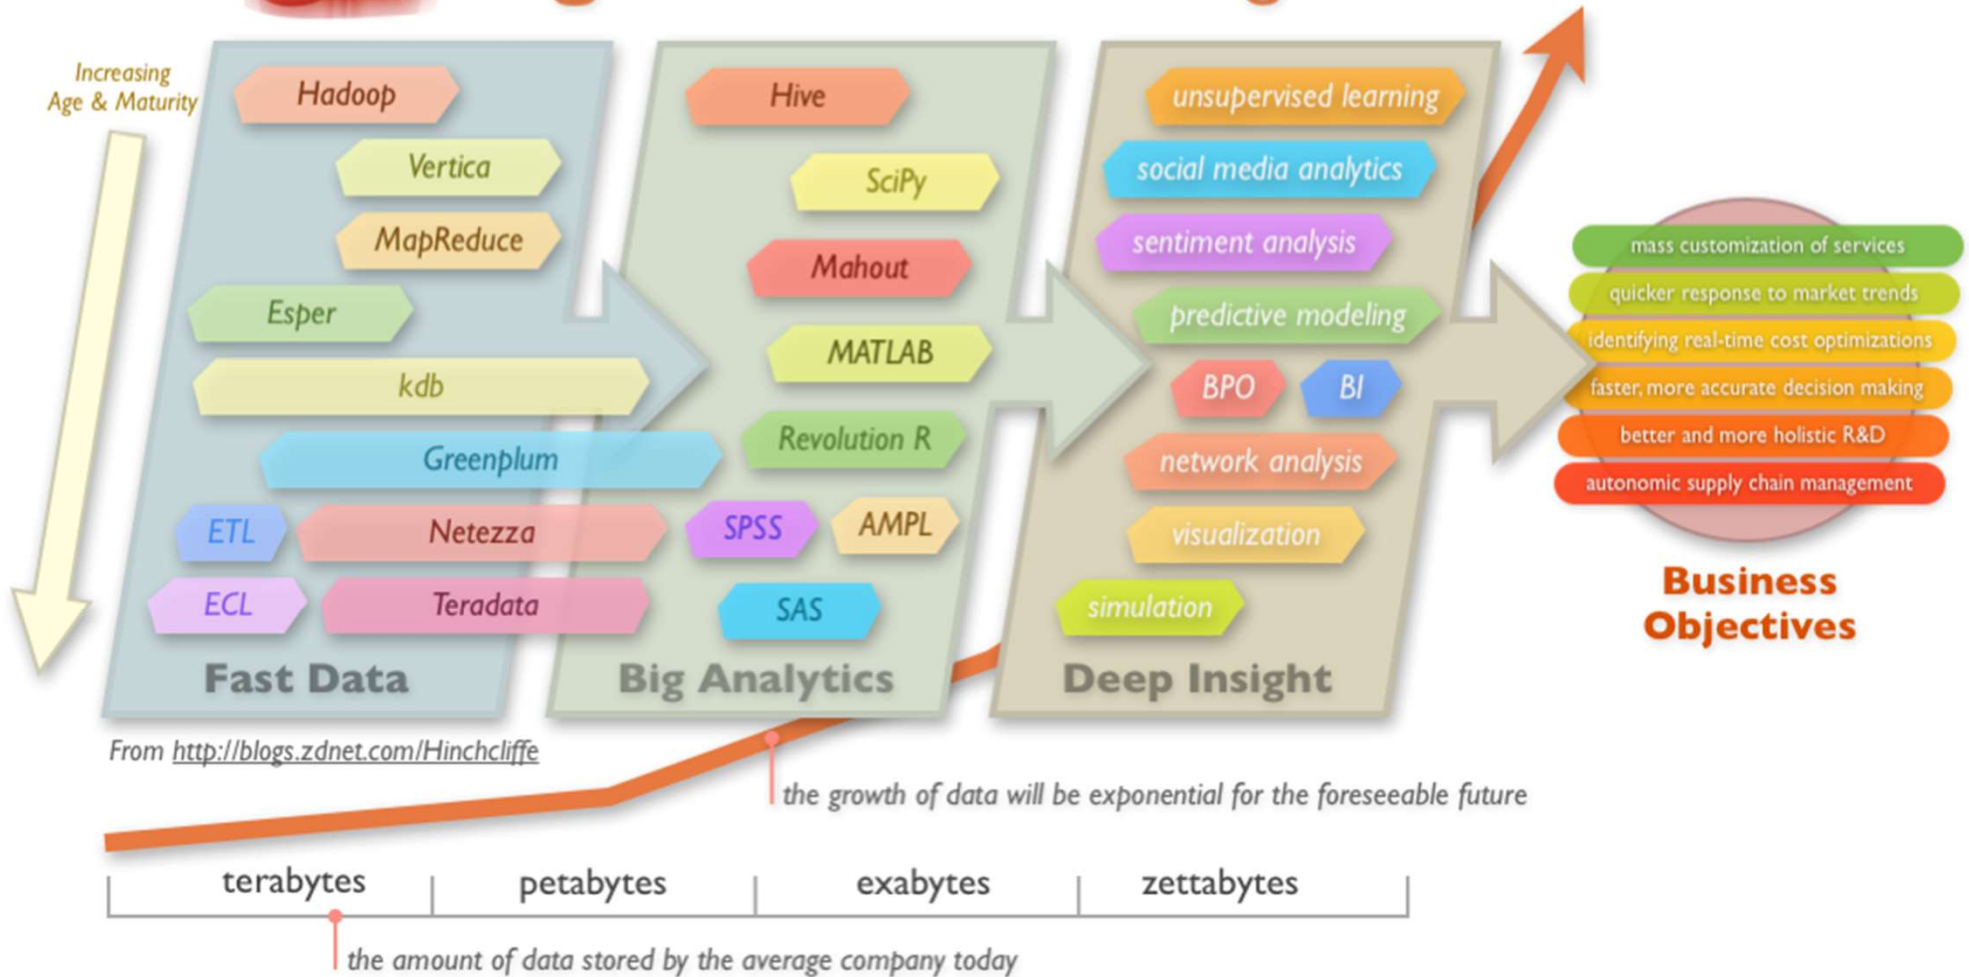 Increasing
Age & Maturity
Hadoop
Vertica
MapReduce
Esper
kdb
Greenplum
ETL
Netezza
ECL
Teradata
Fast Data
Hive
SciPy
Mahout
MATLAB
Revolution R
SPSS
AMPL
SAS
Big Analytics
unsupervised learning
social media analytics
sentiment analysis
predictive modeling
BPO
BI
network analysis
visualization
simulation
Deep Insight
mass customization of services
quicker response to market trends
identifying real-time cost optimizations
faster, more accurate decision making
better and more holistic R&D
autonomic supply chain management
Business
Objectives
From http://blogs.zdnet.com/Hinchcliffe
the growth of data will be exponential for the foreseeable future
terabytes
petabytes
exabytes
zettabytes
the amount of data stored by the average company today